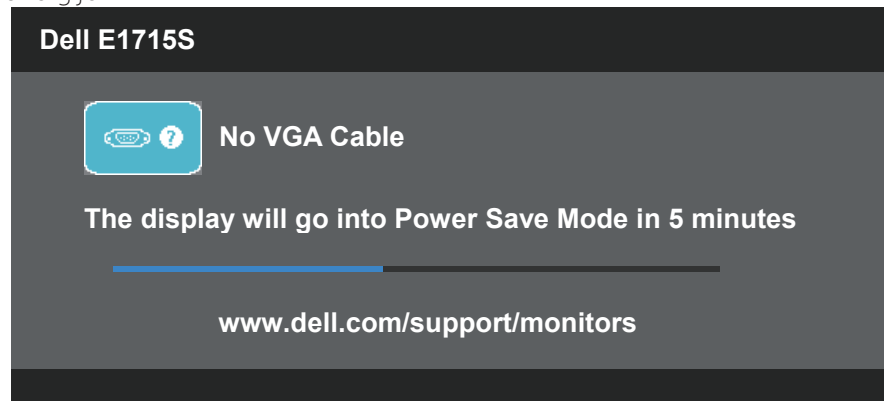 Dell E1715S
No VGA Cable
The display will go into Power Save Mode in 5 minutes
www.dell.com/support/monitors